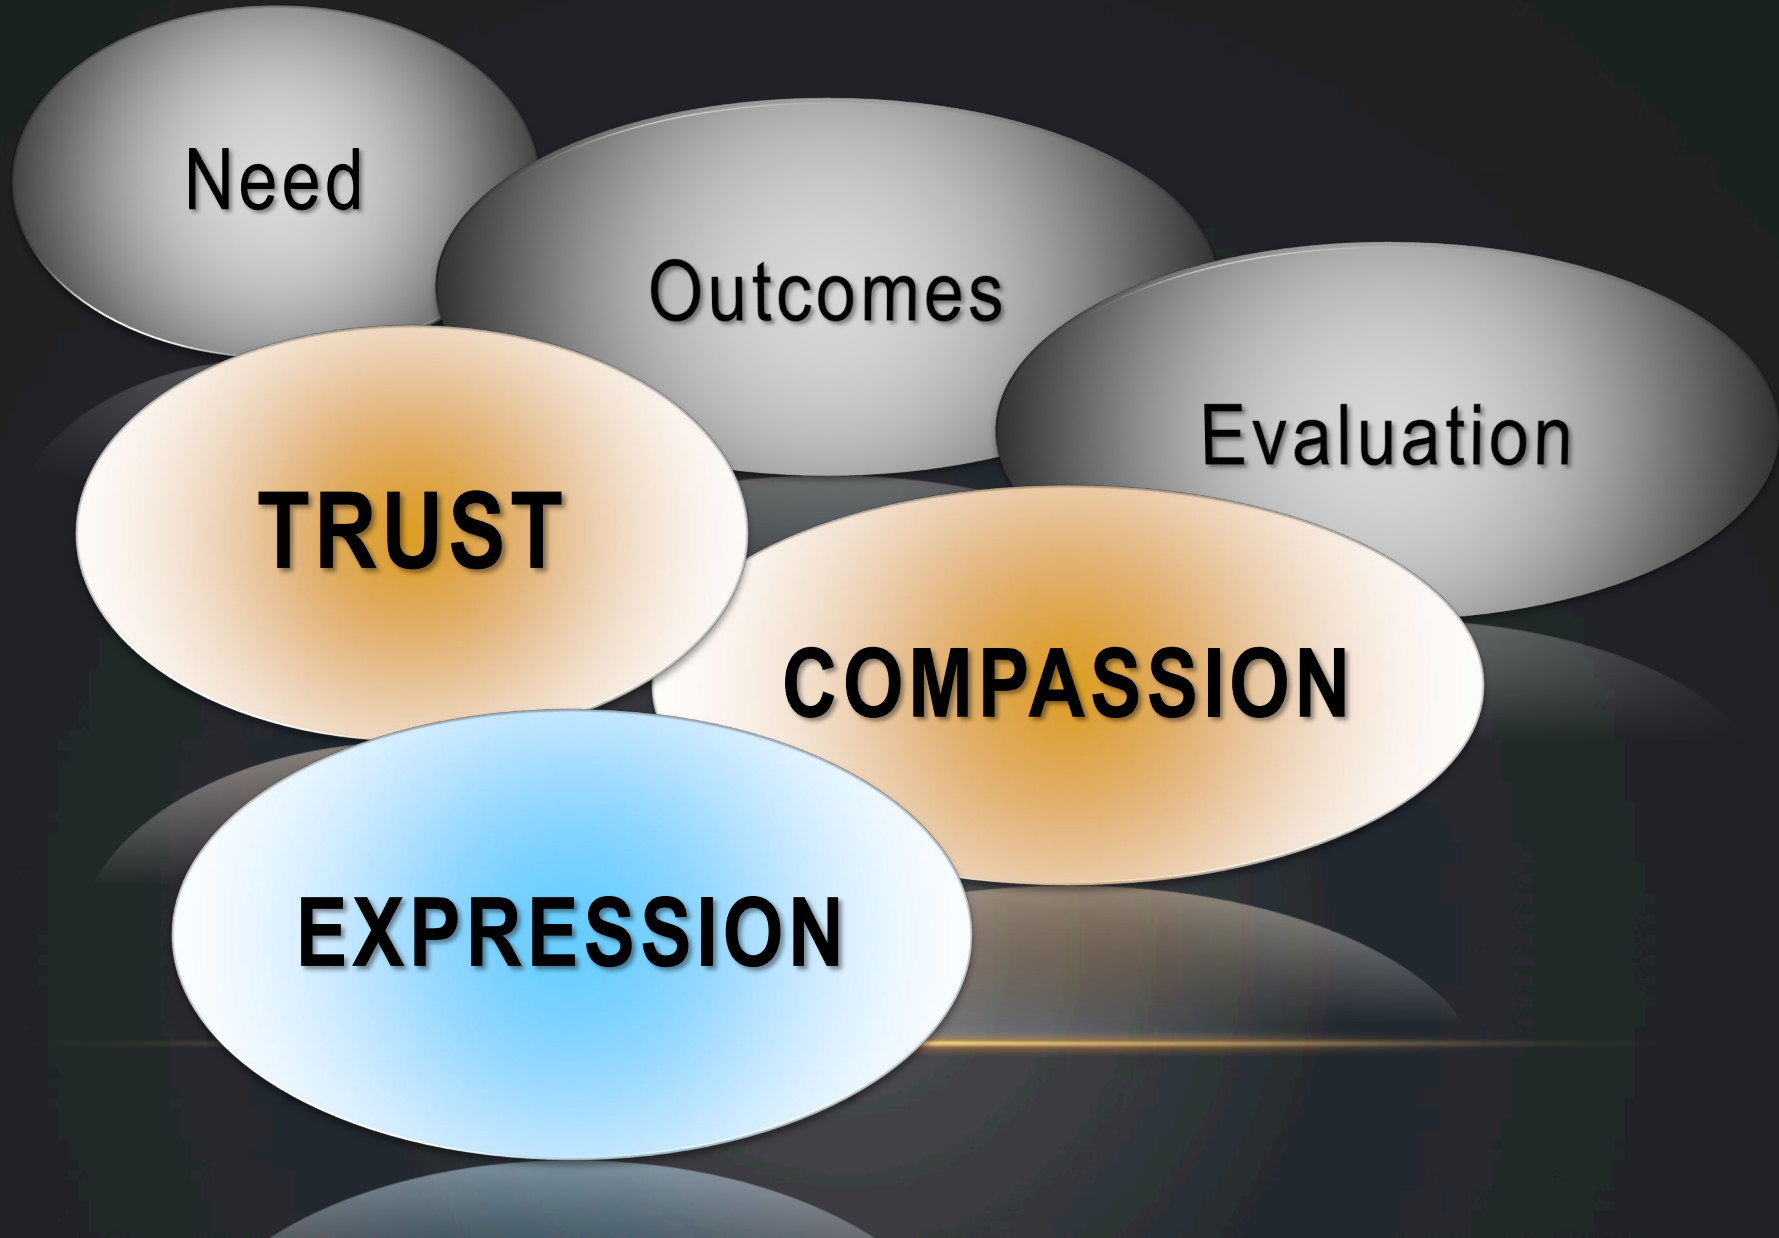 Need
Outcomes
Evaluation
TRUST
COMPASSION
EXPRESSION